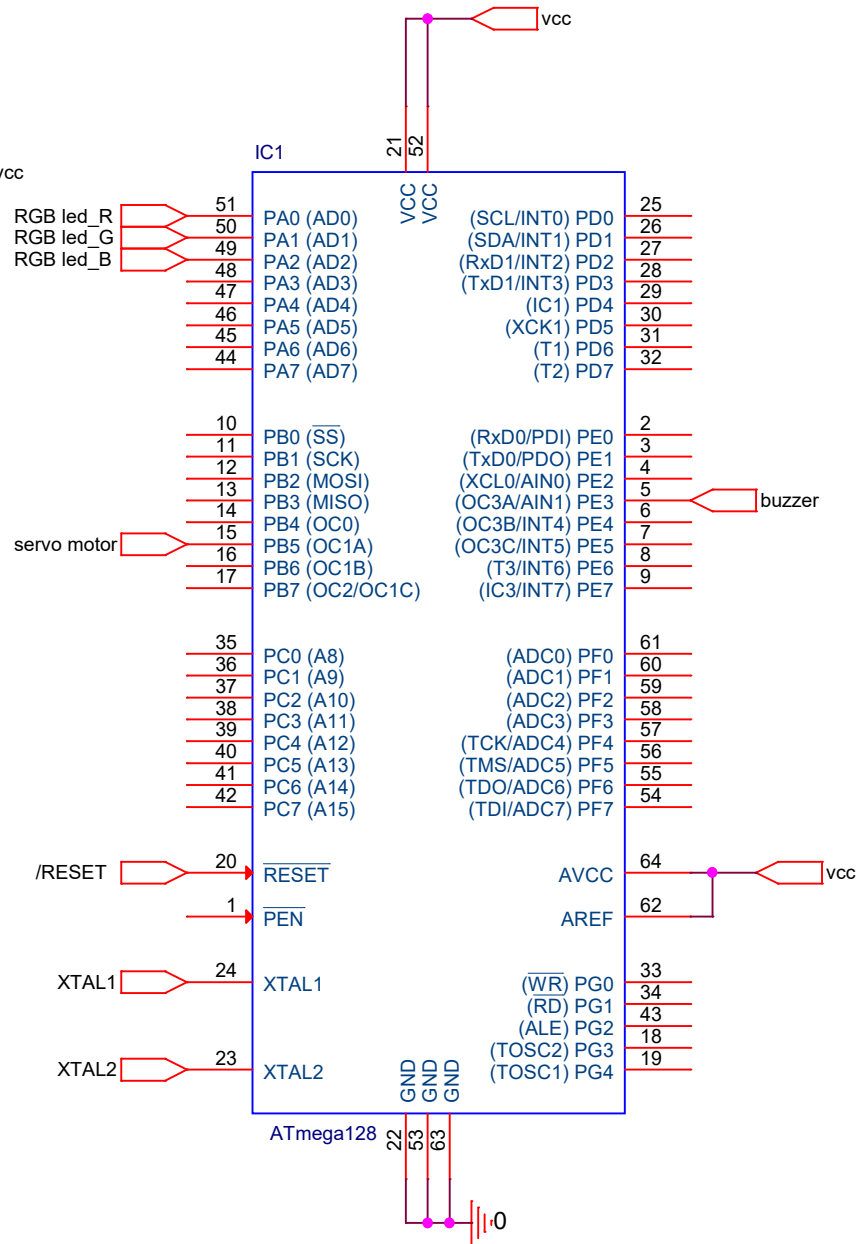 vcc
21
52
IC1
vcc
VCC
VCC
RGB led_R 51 PA0 (AD0) (SCL/INT0) PD0 25
RGB led_G 50 PA1 (AD1) (SDA/INT1) PD1 26
RGB led_B 49 PA2 (AD2) (RxD1/INT2) PD2 27
48 PA3 (AD3) (TxD1/INT3) PD3 28
47 PA4 (AD4) (IC1) PD4 29
46 PA5 (AD5) (XCK1) PD5 30
45 PA6 (AD6) (T1) PD6 31
44 PA7 (AD7) (T2) PD7 32
10 PB0 (SS) (RxD0/PDI) PE0 2
11 PB1 (SCK) (TxD0/PDO) PE1 3
12 PB2 (MOSI) (XCL0/AIN0) PE2 4
13 PB3 (MISO) (OC3A/AIN1) PE3 5 buzzer
14 PB4 (OC0) (OC3B/INT4) PE4 6
servo motor 15 PB5 (OC1A) (OC3C/INT5) PE5 7
16 PB6 (OC1B) (T3/INT6) PE6 8
17 PB7 (OC2/OC1C) (IC3/INT7) PE7 9
35 PC0 (A8) (ADC0) PF0 61
36 PC1 (A9) (ADC1) PF1 60
37 PC2 (A10) (ADC2) PF2 59
38 PC3 (A11) (ADC3) PF3 58
39 PC4 (A12) (TCK/ADC4) PF4 57
40 PC5 (A13) (TMS/ADC5) PF5 56
41 PC6 (A14) (TDO/ADC6) PF6 55
42 PC7 (A15) (TDI/ADC7) PF7 54
/RESET 20 RESET AVCC 64 vcc
1 PEN AREF 62
XTAL1 24 XTAL1 (WR) PG0 33
(RD) PG1 34
(ALE) PG2 43
(TOSC2) PG3 18
XTAL2 23 XTAL2 (TOSC1) PG4 19
GND
GND
GND
ATmega128
22
53
63
0